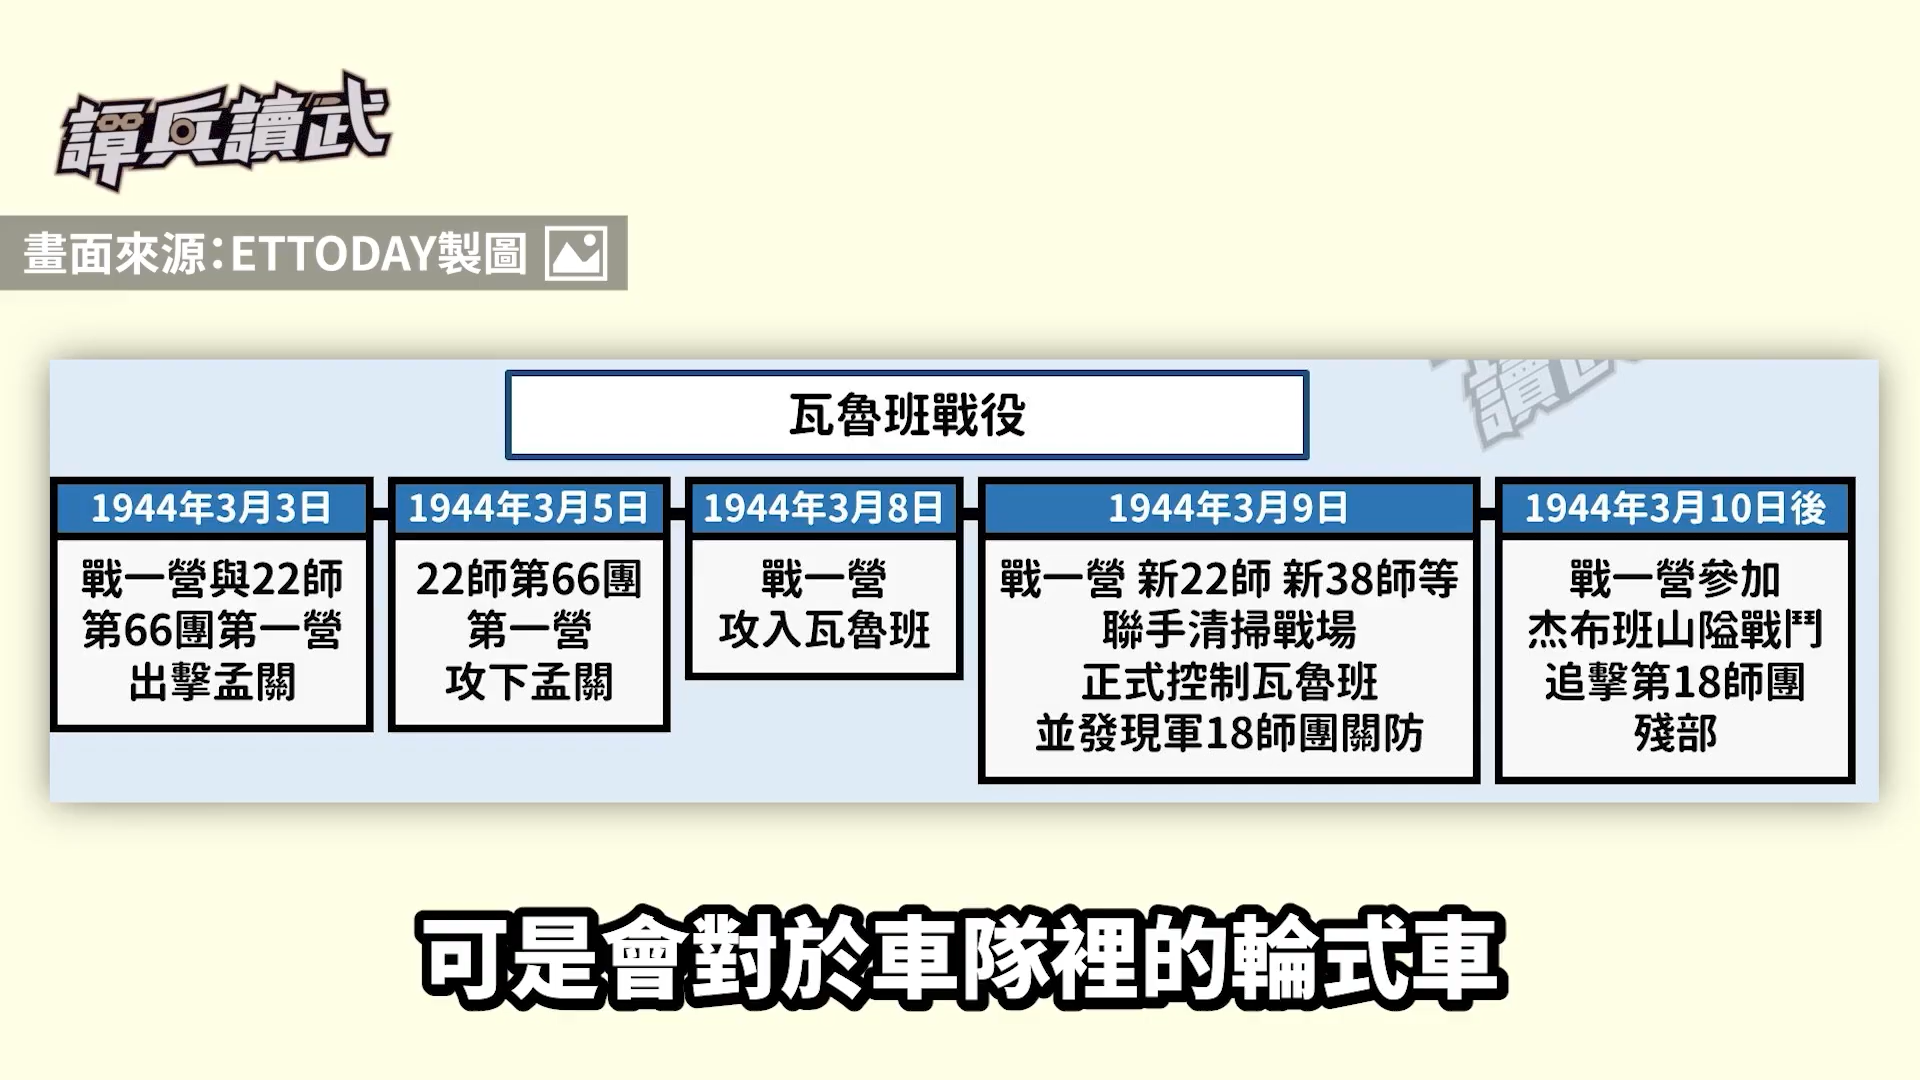 譚兵讀武
畫面來源：ETTODAY製圖
瓦魯班戰役
1944年3月3日
戰一營與22師
第66團第一營
出擊孟關
1944年3月5日
22師第66團
第一營
攻下孟關
1944年3月8日
戰一營
攻入瓦魯班
1944年3月9日
戰一營 新22師 新38師等
聯手清掃戰場
正式控制瓦魯班
並發現軍18師團關防
1944年3月10日後
戰一營參加
杰布班山隘戰鬥
追擊第18師團
殘部
可是會對於車隊裡的輪式車